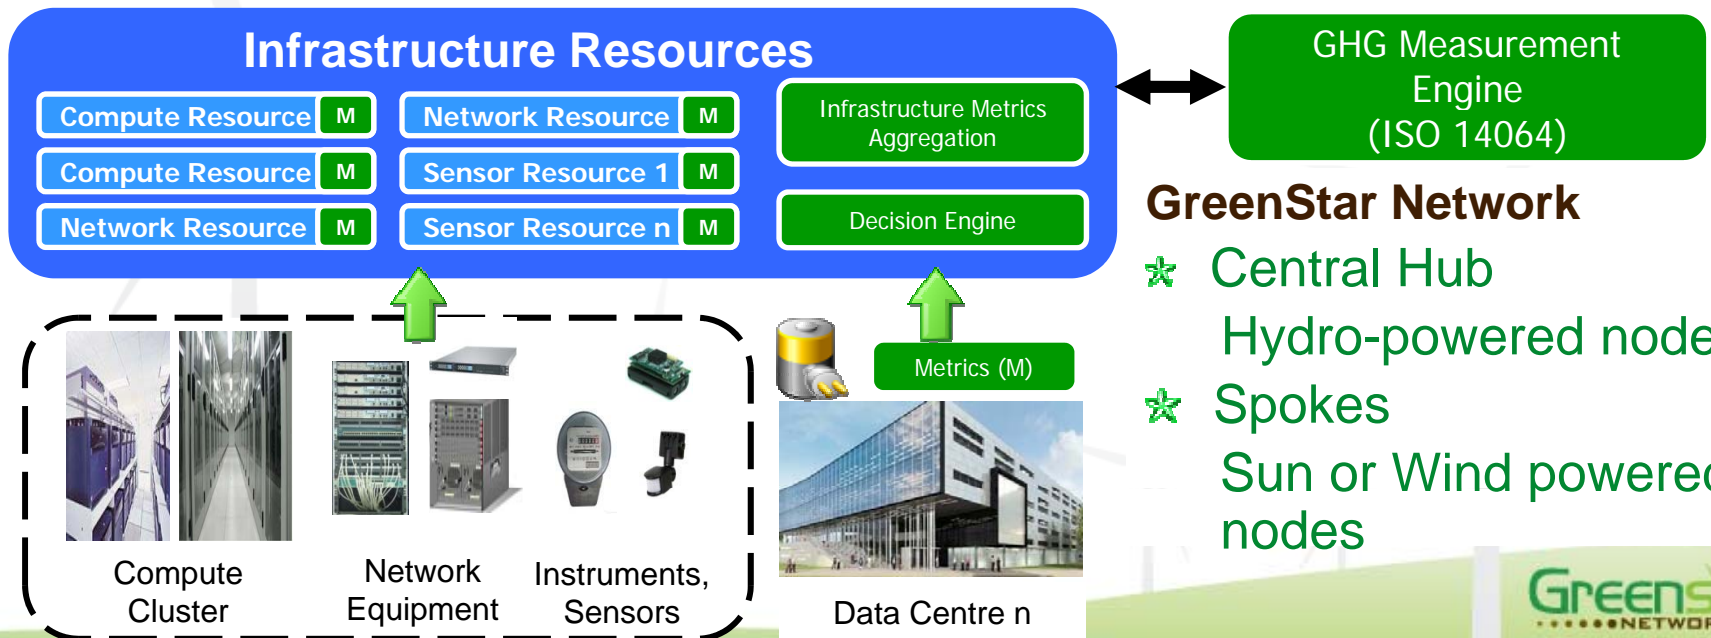 Infrastructure Resources
Compute Resource M
Network Resource M
Compute Resource M
Sensor Resource 1 M
Network Resource M
Sensor Resource n M
Infrastructure Metrics
Aggregation
Decision Engine
GHG Measurement
Engine
(ISO 14064)
GreenStar Network
Central Hub
Hydro-powered node
Spokes
Sun or Wind powered
nodes
Metrics (M)
Compute
Cluster
Network
Equipment
Instruments,
Sensors
Data Centre n
Greens
NETWOR